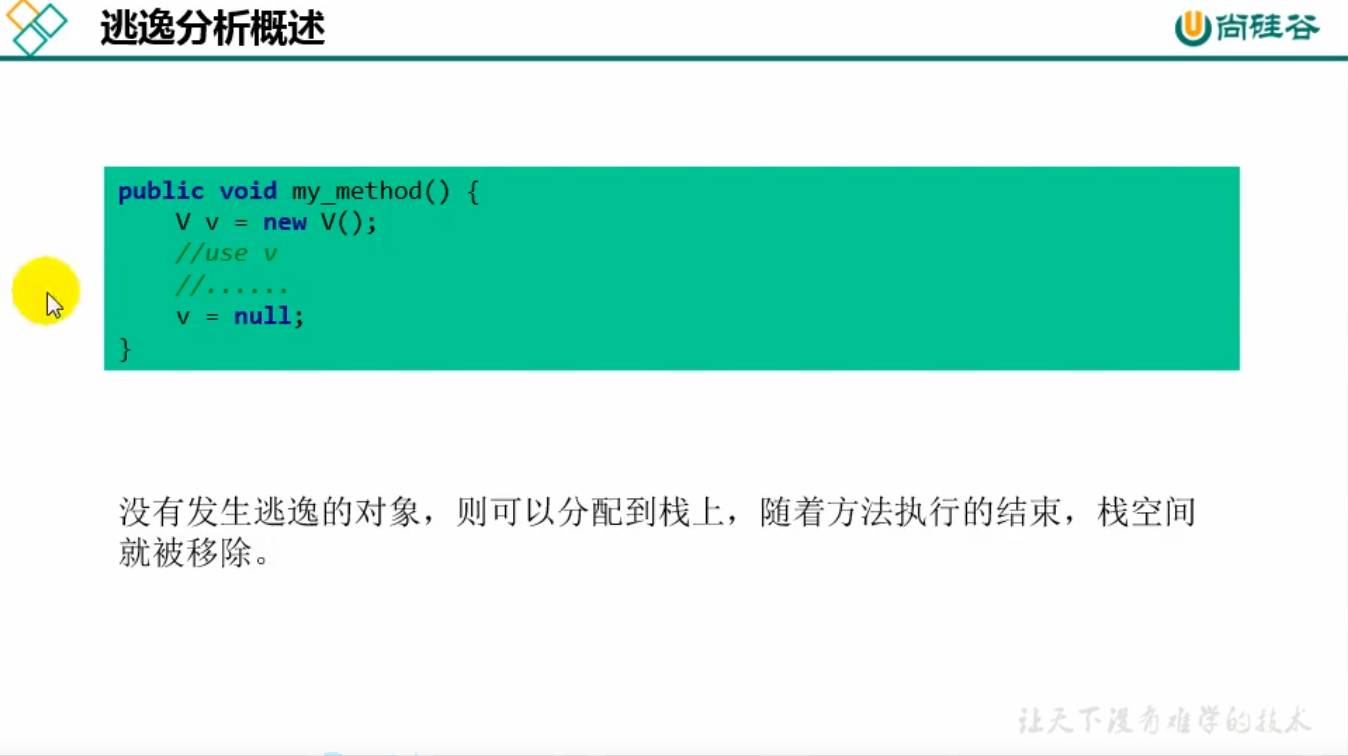 逃逸分析概述
尚硅谷
public void my_method() {
    V v = new V();
    //use v
    //......
    v = null;
}
没有发生逃逸的对象，则可以分配到栈上，随着方法执行的结束，栈空间
就被移除。
让天下没有难学的技术